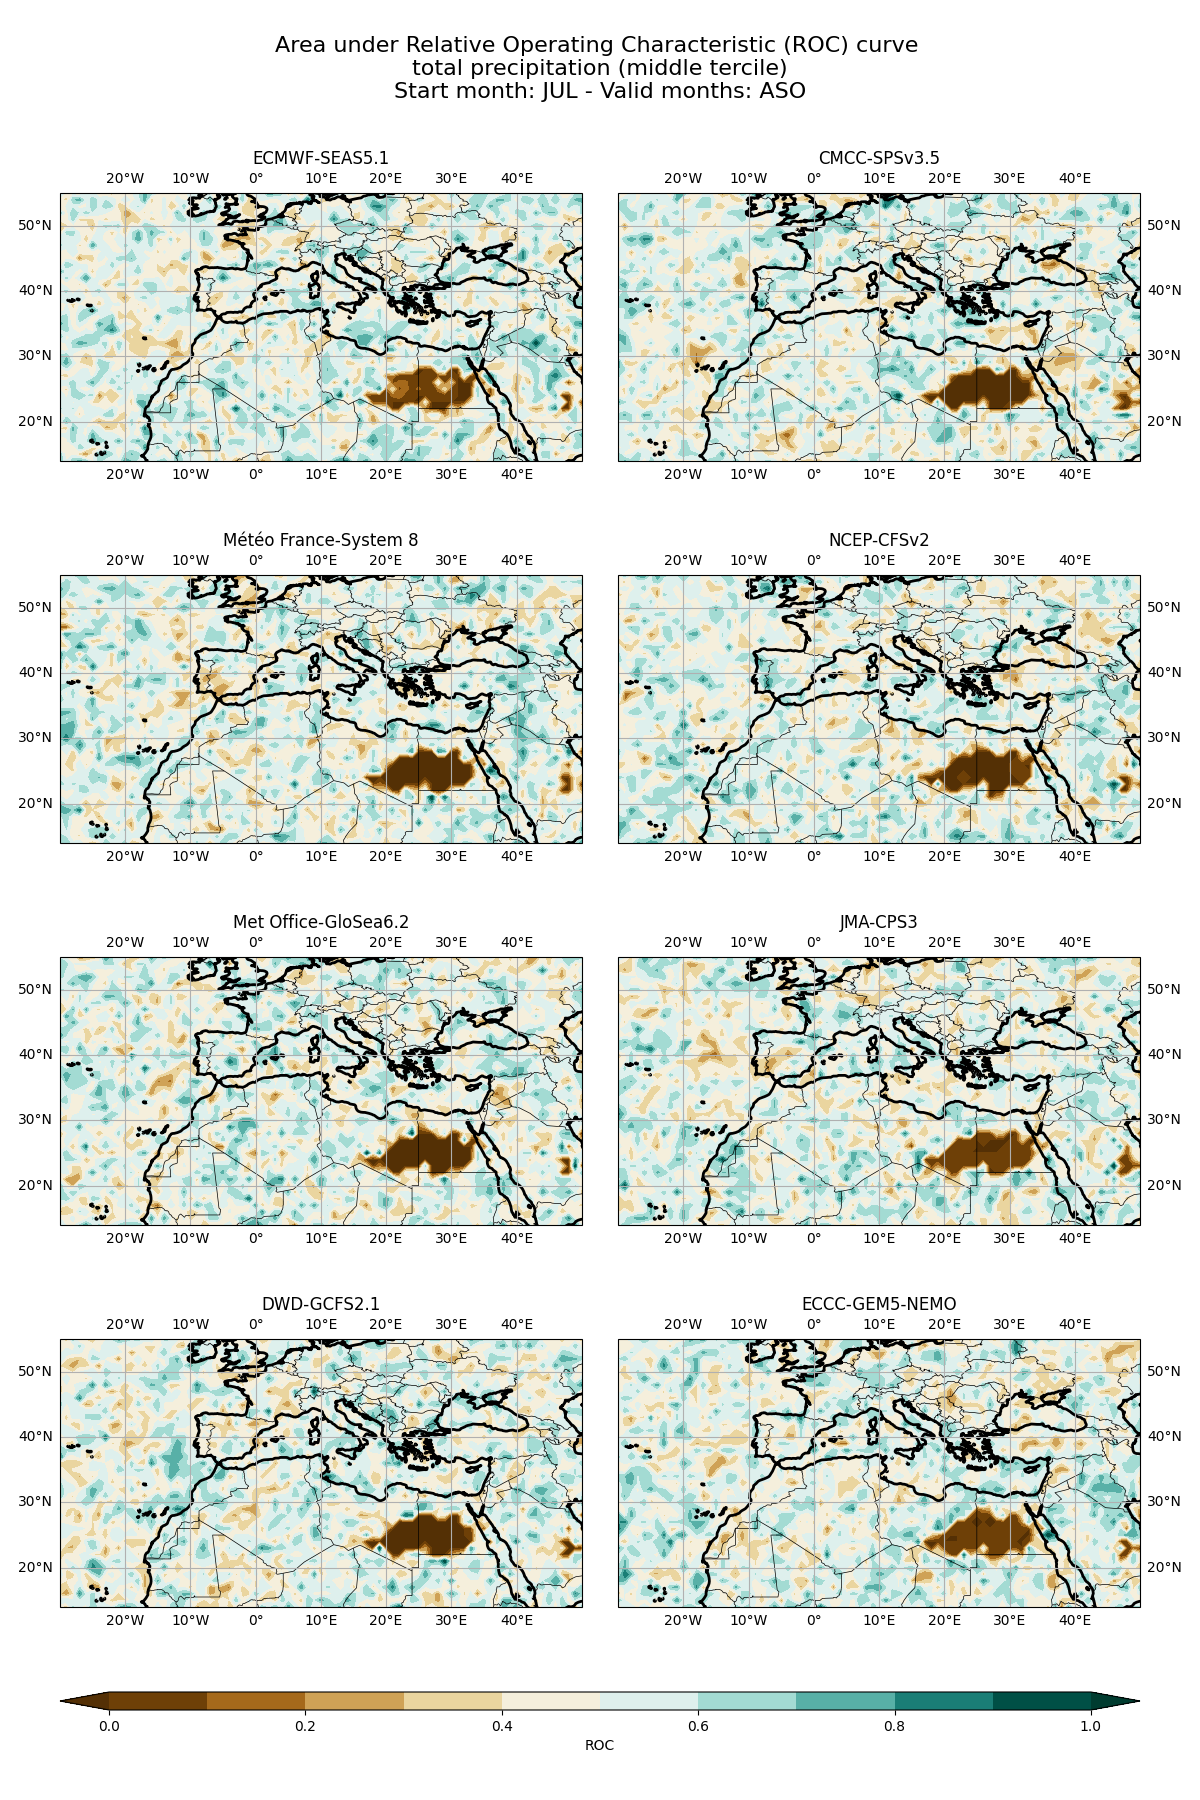 Area under Relative Operating Characteristic (ROC) curve
total precipitation (middle tercile)
Start month: JUL - Valid months: ASO
ECMWF-SEAS5.1
20°W 10°W 0° 10°E 20°E 30°E 40°E
50°N
40°N
30°N
20°N
20°W 10°W 0° 10°E 20°E 30°E 40°E
CMCC-SPSv3.5
20°W 10°W 0° 10°E 20°E 30°E 40°E
50°N
40°N
30°N
20°N
20°W 10°W 0° 10°E 20°E 30°E 40°E
Météo France-System 8
20°W 10°W 0° 10°E 20°E 30°E 40°E
50°N
40°N
30°N
20°N
20°W 10°W 0° 10°E 20°E 30°E 40°E
NCEP-CFSv2
20°W 10°W 0° 10°E 20°E 30°E 40°E
50°N
40°N
30°N
20°N
20°W 10°W 0° 10°E 20°E 30°E 40°E
Met Office-GloSea6.2
20°W 10°W 0° 10°E 20°E 30°E 40°E
50°N
40°N
30°N
20°N
20°W 10°W 0° 10°E 20°E 30°E 40°E
JMA-CPS3
20°W 10°W 0° 10°E 20°E 30°E 40°E
50°N
40°N
30°N
20°N
20°W 10°W 0° 10°E 20°E 30°E 40°E
DWD-GCFS2.1
20°W 10°W 0° 10°E 20°E 30°E 40°E
50°N
40°N
30°N
20°N
20°W 10°W 0° 10°E 20°E 30°E 40°E
ECCC-GEM5-NEMO
20°W 10°W 0° 10°E 20°E 30°E 40°E
50°N
40°N
30°N
20°N
20°W 10°W 0° 10°E 20°E 30°E 40°E
0.0 0.2 0.4 0.6 0.8 1.0
ROC